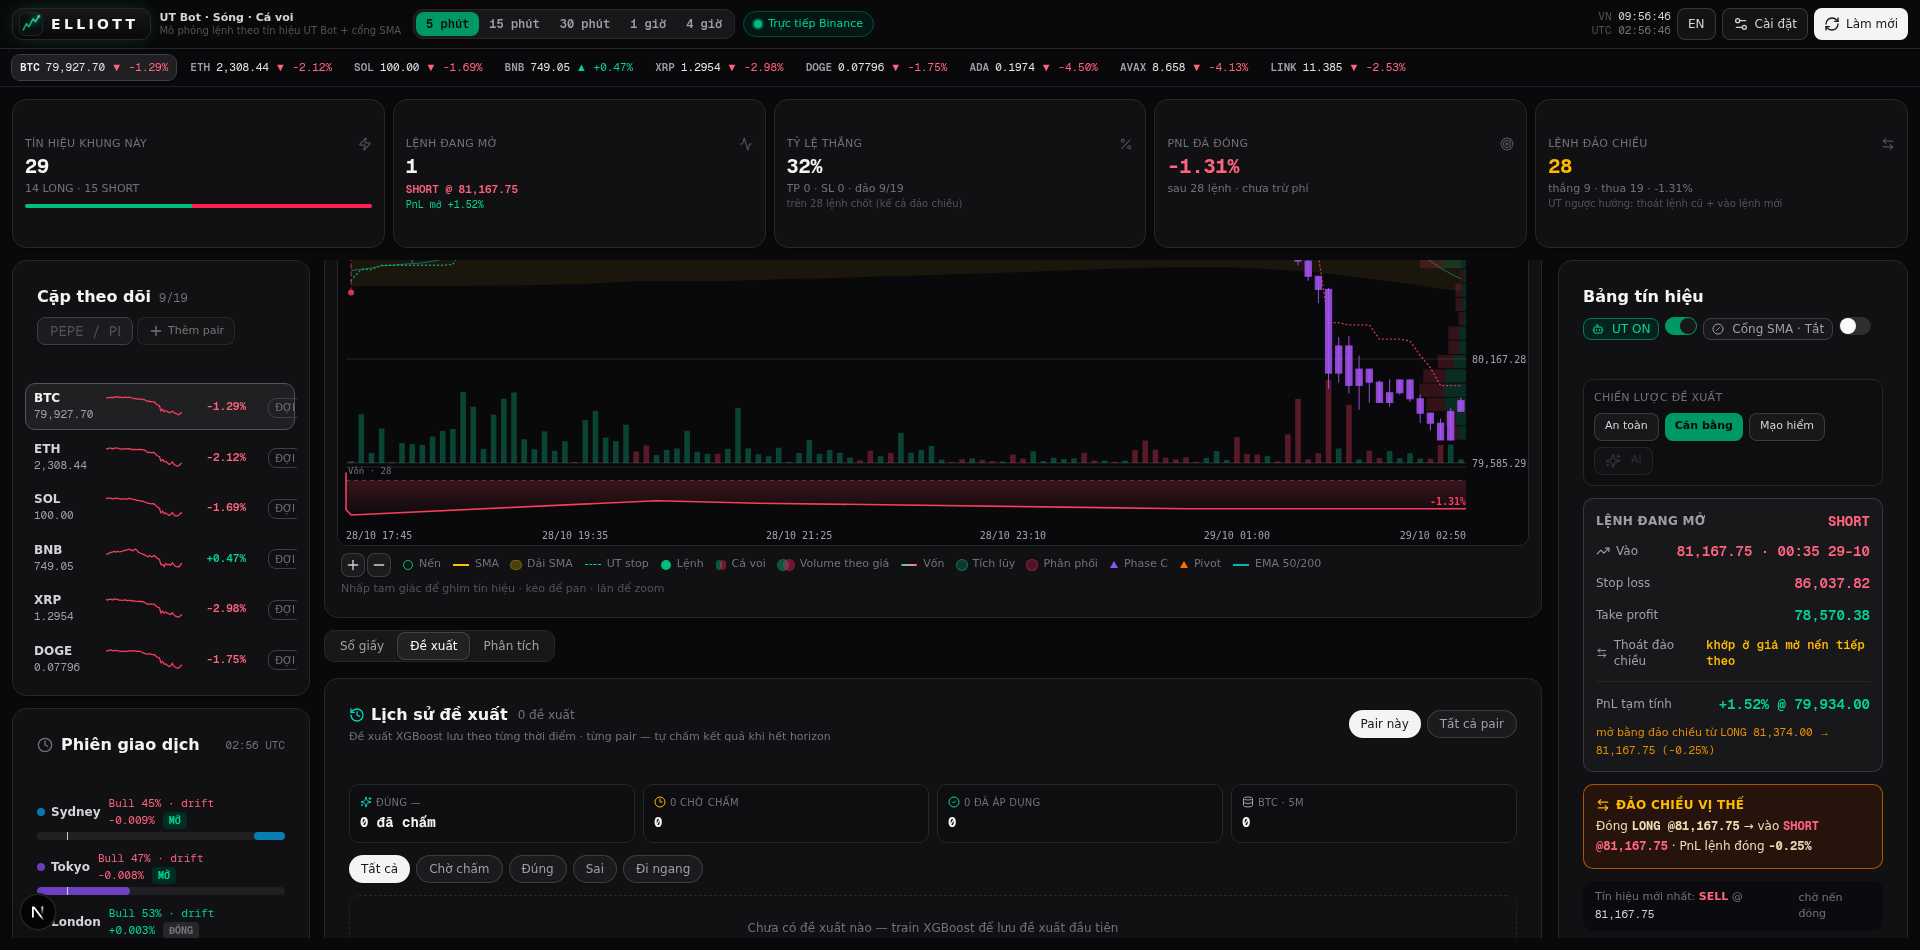 ELLIOTT
UT Bot · Sóng · Cá voi
Mô phỏng lệnh theo tín hiệu UT Bot + cổng SMA
5 phút 15 phút 30 phút 1 giờ 4 giờ
Trực tiếp Binance
VN 09:56:46
UTC 02:56:46
EN
Cài đặt
Làm mới
BTC 79,927.70 ▼ -1.29% ETH 2,308.44 ▼ -2.12% SOL 100.00 ▼ -1.69% BNB 749.05 ▲ +0.47% XRP 1.2954 ▼ -2.98% DOGE 0.07796 ▼ -1.75% ADA 0.1974 ▼ -4.50% AVAX 8.658 ▼ -4.13% LINK 11.385 ▼ -2.53%
TÍN HIỆU KHUNG NÀY
29
14 LONG · 15 SHORT
LỆNH ĐANG MỞ
1
SHORT @ 81,167.75
PnL mở +1.52%
TỶ LỆ THẮNG
32%
TP 0 · SL 0 · đảo 9/19
trên 28 lệnh chốt (kể cả đảo chiều)
PNL ĐÃ ĐÓNG
-1.31%
sau 28 lệnh · chưa trừ phí
LỆNH ĐẢO CHIỀU
28
thắng 9 · thua 19 · -1.31%
UT ngược hướng: thoát lệnh cũ + vào lệnh mới
Cặp theo dõi 9/19
PEPE / PI
Thêm pair
BTC
79,927.70
-1.29%
ĐỢI
ETH
2,308.44
-2.12%
ĐỢI
SOL
100.00
-1.69%
ĐỢI
BNB
749.05
+0.47%
ĐỢI
XRP
1.2954
-2.98%
ĐỢI
DOGE
0.07796
-1.75%
ĐỢI
Phiên giao dịch 02:56 UTC
Sydney
Bull 45% · drift
-0.009% MỞ
Tokyo
Bull 47% · drift
-0.008% MỞ
London
Bull 53% · drift
+0.003% ĐÓNG
80,167.28
79,585.29
Vốn · 28
-1.31%
28/10 17:45 28/10 19:35 28/10 21:25 28/10 23:10 29/10 01:00 29/10 02:50
Nến SMA Dải SMA UT stop Lệnh Cá voi Volume theo giá Vốn Tích lũy Phân phối Phase C Pivot EMA 50/200
Nhấp tam giác để ghim tín hiệu · kéo để pan · lăn để zoom
Sổ giấy Đề xuất Phân tích
Lịch sử đề xuất 0 đề xuất
Đề xuất XGBoost lưu theo từng thời điểm · từng pair — tự chấm kết quả khi hết horizon
Pair này Tất cả pair
ĐÚNG —
0 đã chấm
0 CHỜ CHẤM
0
0 ĐÃ ÁP DỤNG
0
BTC · 5M
0
Tất cả Chờ chấm Đúng Sai Đi ngang
Chưa có đề xuất nào — train XGBoost để lưu đề xuất đầu tiên
Bảng tín hiệu
UT ON
Cổng SMA · Tắt
CHIẾN LƯỢC ĐỀ XUẤT
An toàn Cân bằng Mạo hiểm
AI
LỆNH ĐANG MỞ SHORT
Vào 81,167.75 · 00:35 29-10
Stop loss 86,037.82
Take profit 78,570.38
Thoát đảo chiều
khớp ở giá mở nến tiếp theo
PnL tạm tính +1.52% @ 79,934.00
mở bằng đảo chiều từ LONG 81,374.00 →
81,167.75 (-0.25%)
ĐẢO CHIỀU VỊ THẾ
Đóng LONG @81,167.75 → vào SHORT
@81,167.75 · PnL lệnh đóng -0.25%
Tín hiệu mới nhất: SELL @
81,167.75
chờ nến đóng